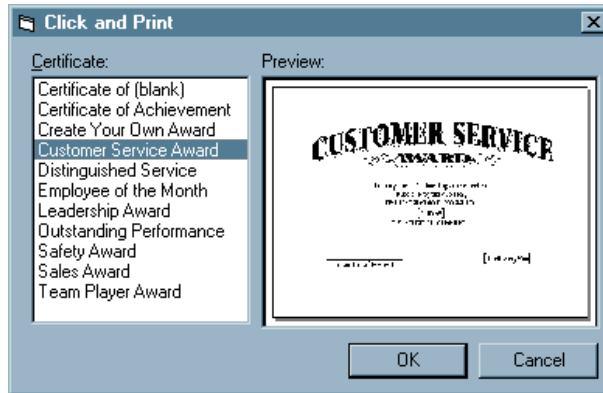 Click and Print
Certificate:
Certificate of (blank)
Certificate of Achievement
Create Your Own Award
Customer Service Award
Distinguished Service
Employee of the Month
Leadership Award
Outstanding Performance
Safety Award
Sales Award
Team Player Award
Preview:
CUSTOMER SERVICE
AWARD
OK
Cancel